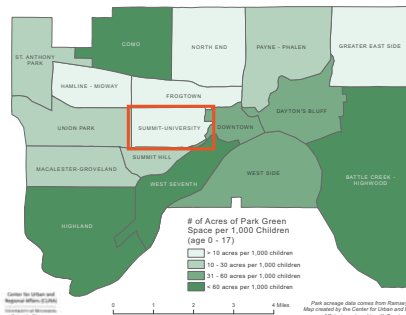 COMO
NORTH END
PAYNE - PHALEN
GREATER EAST SIDE
ST. ANTHONY
PARK
HAMLINE - MIDWAY
FROGTOWN
DAYTON'S BLUFF
UNION PARK
SUMMIT-UNIVERSITY
DOWNTOWN
SUMMIT HILL
MACALESTER-GROVELAND
WEST SEVENTH
WEST SIDE
BATTLE CREEK -
HIGHWOOD
HIGHLAND
# of Acres of Park Green
Space per 1,000 Children
(age 0 - 17)
> 10 acres per 1,000 children
10 - 30 acres per 1,000 children
31 - 60 acres per 1,000 children
< 60 acres per 1,000 children
Center for Urban and
Regional Affairs (CURA)
0 1 2 3 4 Miles
Park acreage data comes from Ramsey
Map created by the Center for Urban and